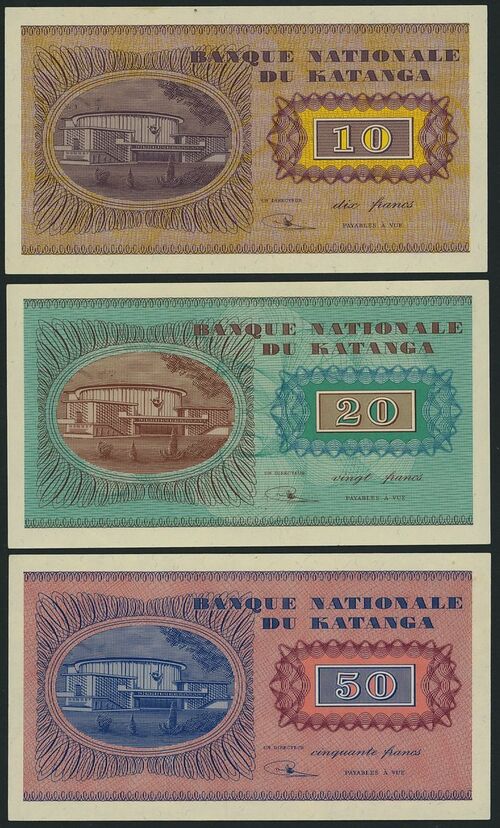 BANQUE NATIONALE
DU KATANGA
10
UN DIRECTEUR
dix francs
PAYABLES A VUE
BANQUE NATIONALE
DU KATANGA
20
UN DIRECTEUR
vingt francs
PAYABLES A VUE
BANQUE NATIONALE
DU KATANGA
50
UN DIRECTEUR
cinquante francs
PAYABLES A VUE